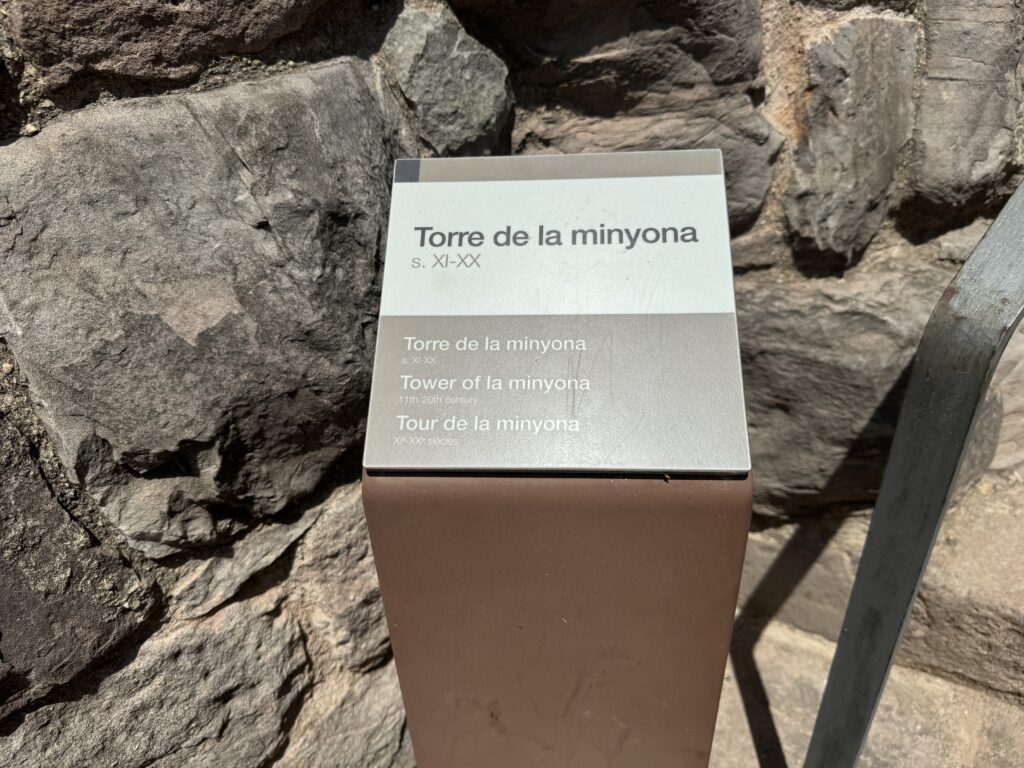 Torre de la minyona
s. XI-XX
Torre de la minyona
s. XI-XX
Tower of la minyona
11th-20th century
Tour de la minyona
XIᵉ-XXᵉ siècles